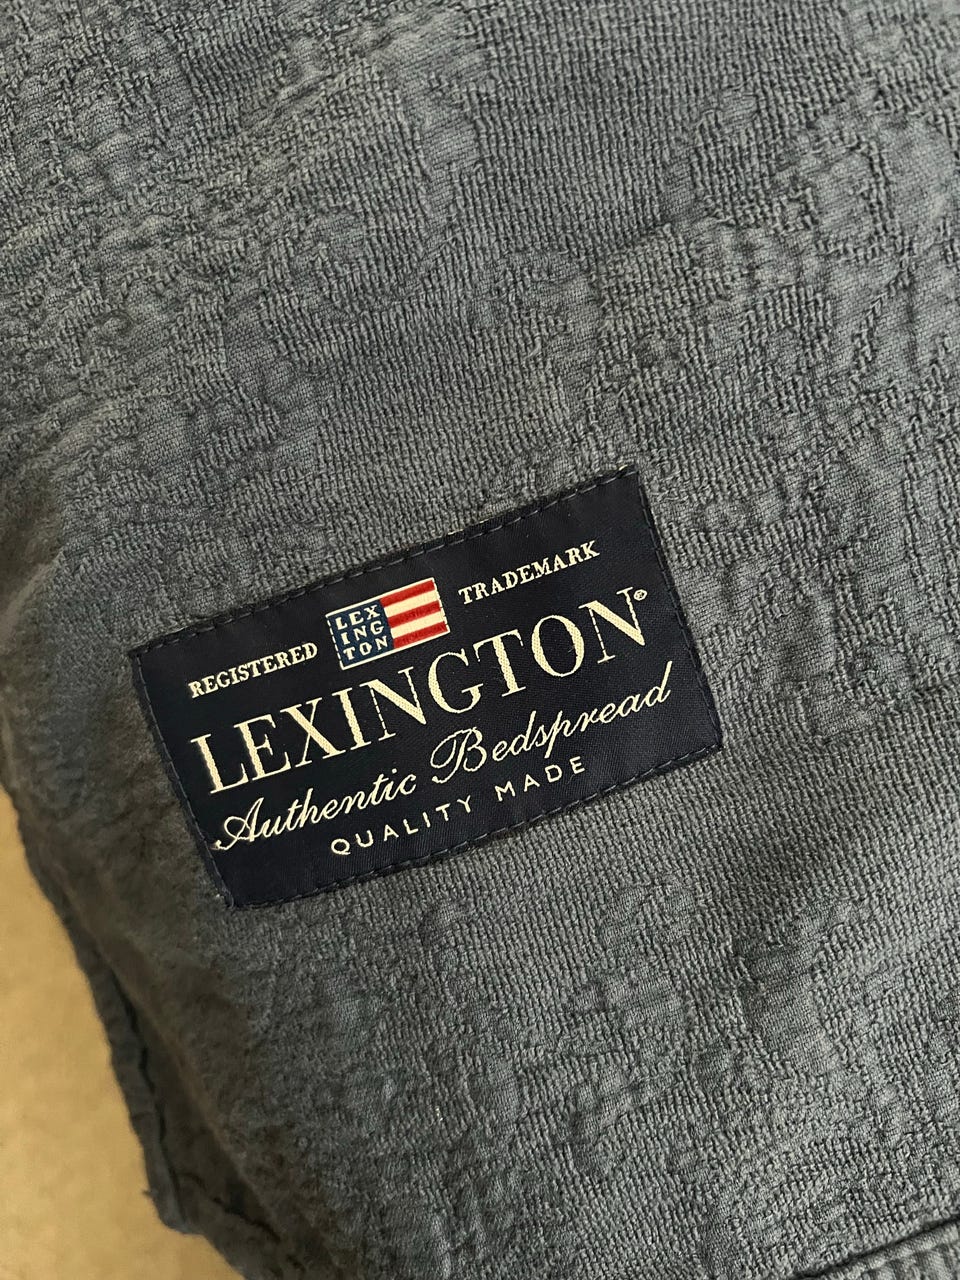 REGISTERED
LEX
ING
TON
TRADEMARK
LEXINGTON®
Authentic Bedspread
QUALITY MADE